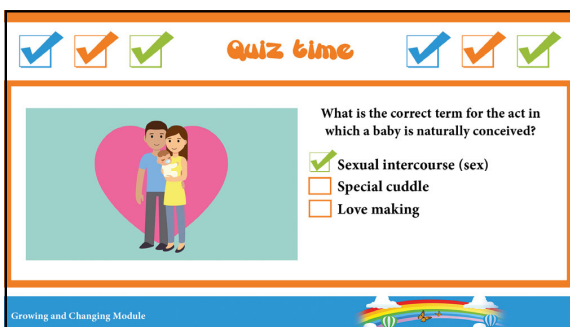 Quiz time
What is the correct term for the act in
which a baby is naturally conceived?
Sexual intercourse (sex)
Special cuddle
Love making
Growing and Changing Module